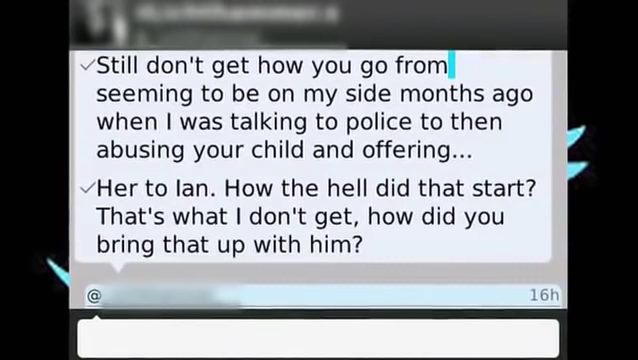 ✓Still don't get how you go from
seeming to be on my side months ago
when I was talking to police to then
abusing your child and offering...
✓Her to Ian. How the hell did that start?
That's what I don't get, how did you
bring that up with him?
@
16h